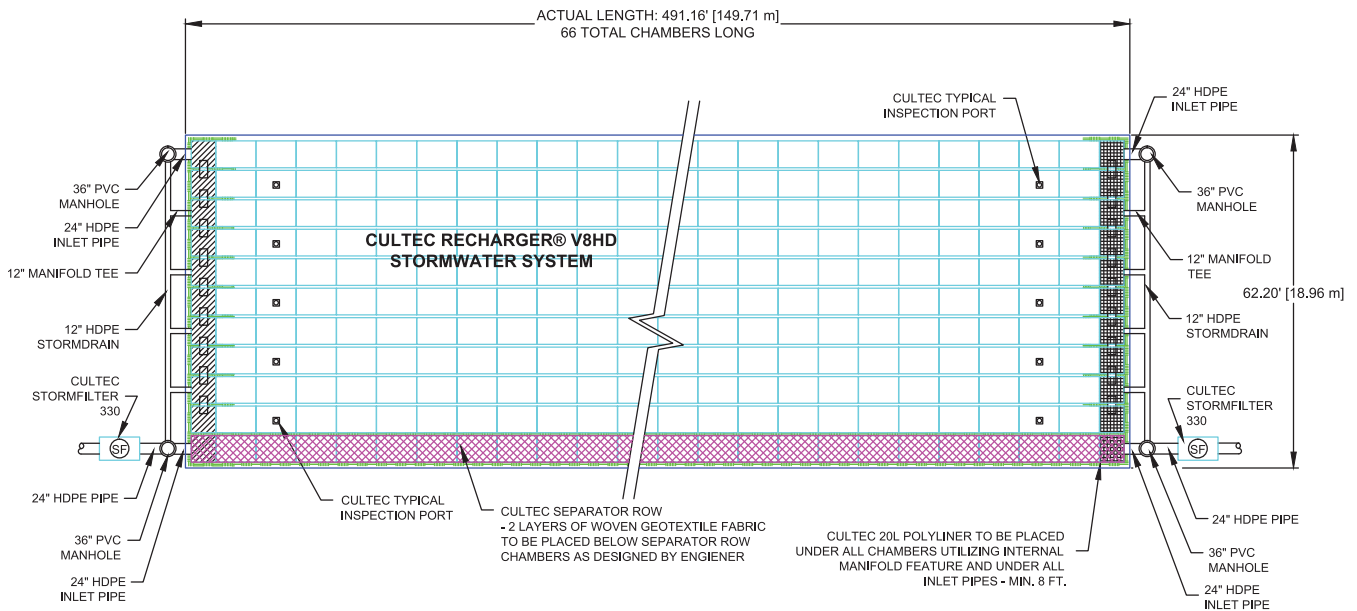 ACTUAL LENGTH: 491.16' [149.71 m]
66 TOTAL CHAMBERS LONG
CULTEC TYPICAL
INSPECTION PORT
24" HDPE
INLET PIPE
36" PVC
MANHOLE
24" HDPE
INLET PIPE
12" MANIFOLD TEE
12" HDPE
STORMDRAIN
CULTEC
STORMFILTER
330
SF
24" HDPE PIPE
36" PVC
MANHOLE
24" HDPE
INLET PIPE
CULTEC RECHARGER® V8HD
STORMWATER SYSTEM
36" PVC
MANHOLE
12" MANIFOLD
TEE
62.20' [18.96 m]
12" HDPE
STORMDRAIN
CULTEC
STORMFILTER
330
SF
CULTEC TYPICAL
INSPECTION PORT
CULTEC SEPARATOR ROW
- 2 LAYERS OF WOVEN GEOTEXTILE FABRIC
TO BE PLACED BELOW SEPARATOR ROW
CHAMBERS AS DESIGNED BY ENGIENER
CULTEC 20L POLYLINER TO BE PLACED
UNDER ALL CHAMBERS UTILIZING INTERNAL
MANIFOLD FEATURE AND UNDER ALL
INLET PIPES - MIN. 8 FT.
24" HDPE PIPE
36" PVC
MANHOLE
24" HDPE
INLET PIPE